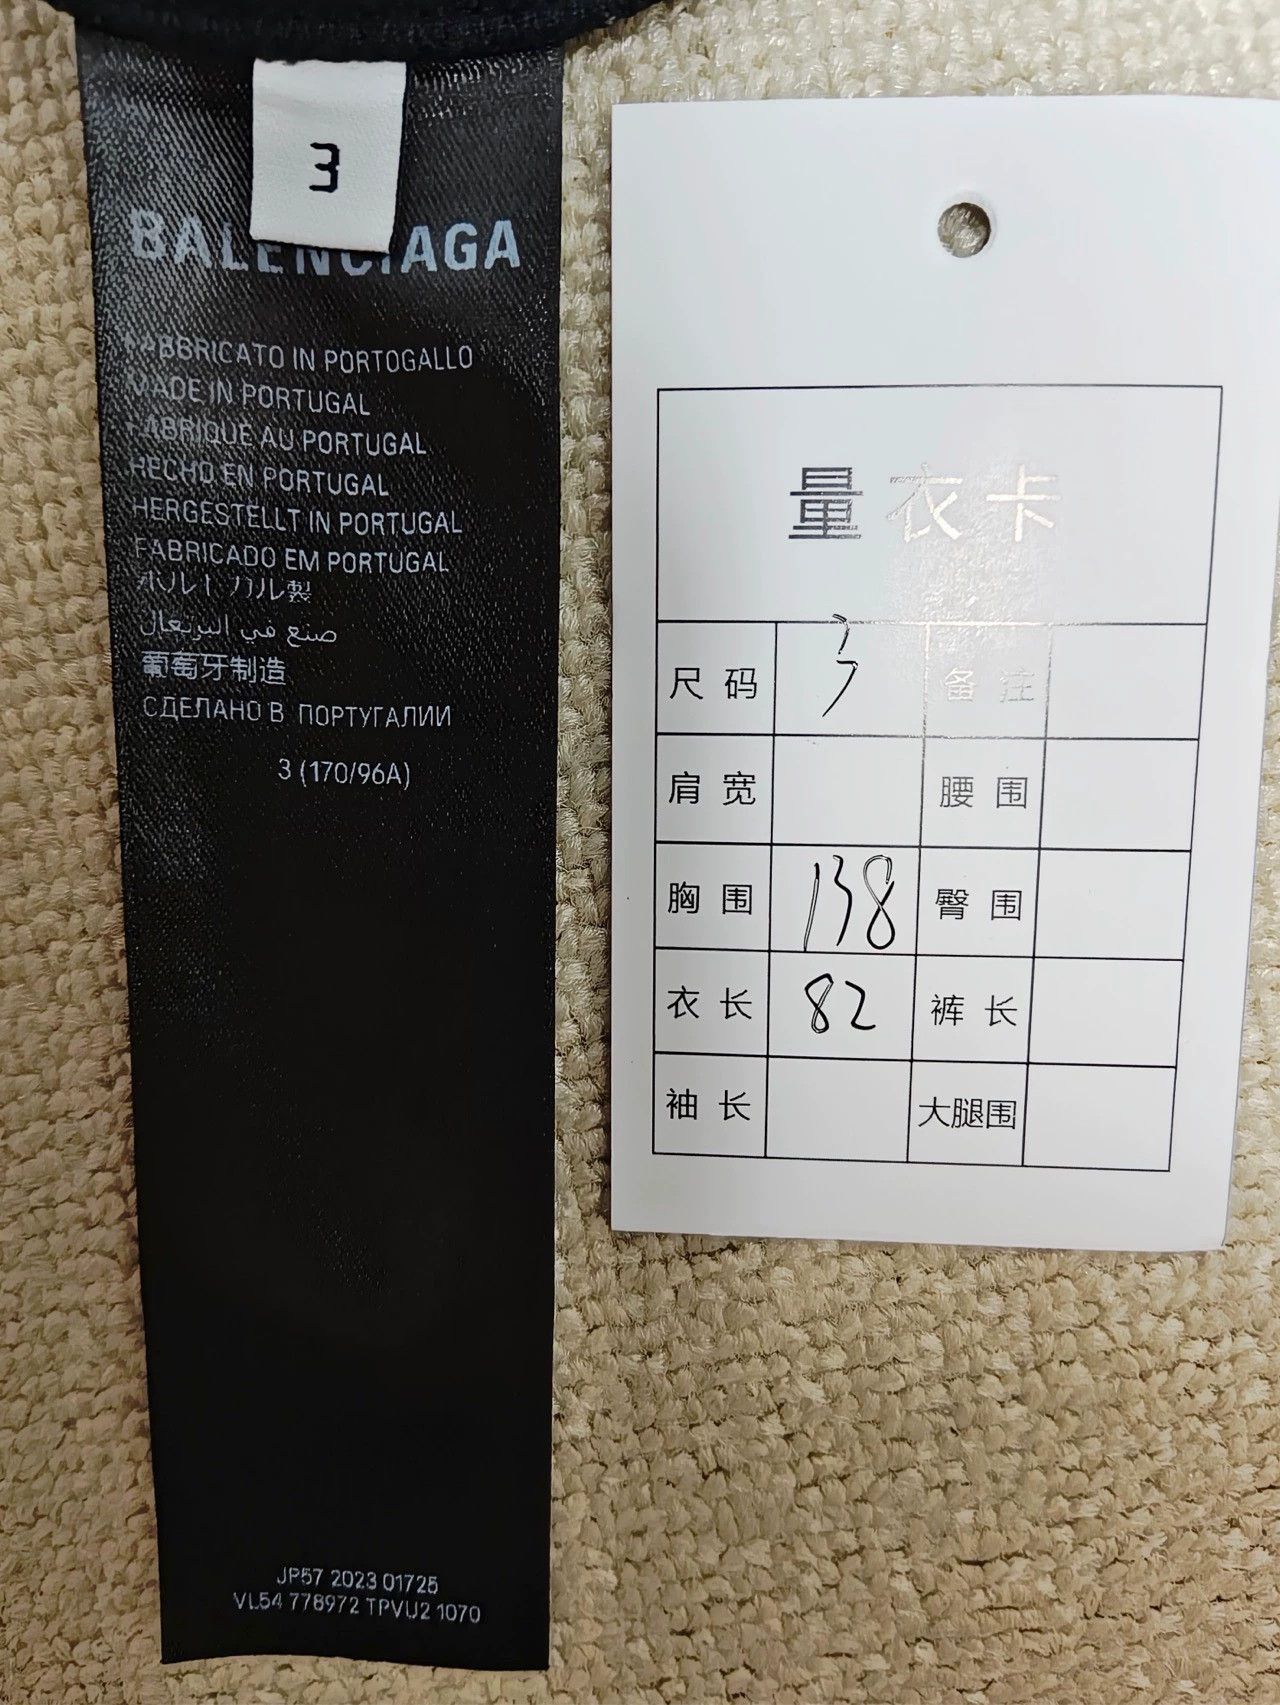 3
BALENCIAGA
FABBRICATO IN PORTOGALLO
MADE IN PORTUGAL
FABRIQUE AU PORTUGAL
HECHO EN PORTUGAL
HERGESTELLT IN PORTUGAL
FABRICADO EM PORTUGAL
ポルトガル製
صنع في البرتغال
葡萄牙制造
СДЕЛАНО В ПОРТУГАЛИИ
3 (170/96A)
JP57 2023 01725
VL54 778972 TPVU2 1070
量衣卡
尺码 3 备注
肩宽 腰围
胸围 138 臀围
衣长 82 裤长
袖长 大腿围